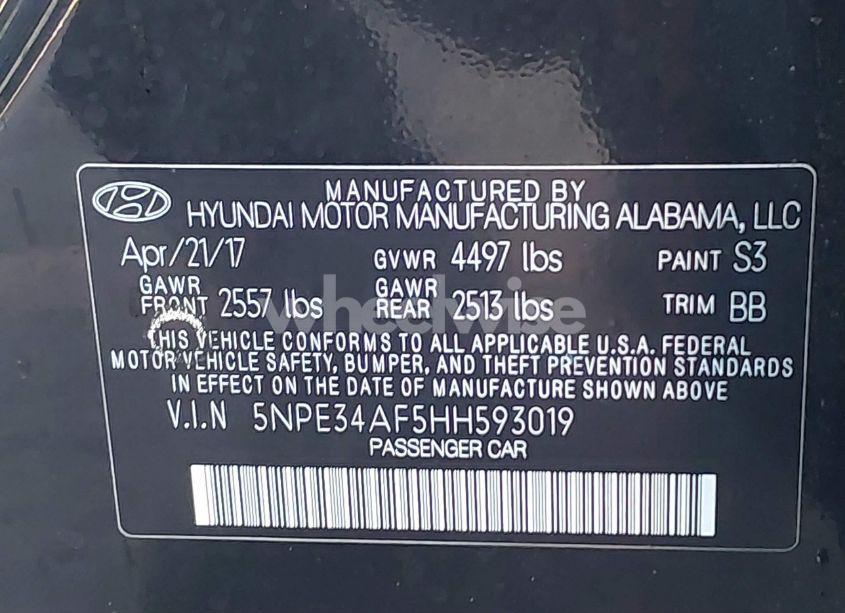 MANUFACTURED BY
HYUNDAI MOTOR MANUFACTURING ALABAMA, LLC
Apr/21/17 GVWR 4497 lbs PAINT S3
GAWR FRONT 2557 lbs GAWR REAR 2513 lbs TRIM BB
wheelwise
THIS VEHICLE CONFORMS TO ALL APPLICABLE U.S.A. FEDERAL
MOTOR VEHICLE SAFETY, BUMPER, AND THEFT PREVENTION STANDARDS
IN EFFECT ON THE DATE OF MANUFACTURE SHOWN ABOVE
V.I.N 5NPE34AF5HH593019
PASSENGER CAR